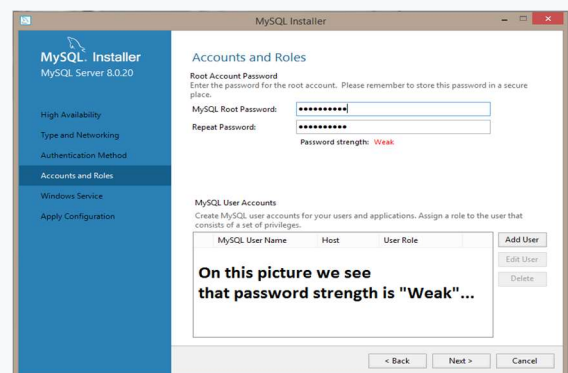 MySQL Installer
MySQL. Installer
MySQL Server 8.0.20
High Availability
Type and Networking
Authentication Method
Accounts and Roles
Windows Service
Apply Configuration
Accounts and Roles
Root Account Password
Enter the password for the root account. Please remember to store this password in a secure
place.
MySQL Root Password: ●●●●●●●●●●
Repeat Password: ●●●●●●●●●●
Password strength: Weak
MySQL User Accounts
Create MySQL user accounts for your users and applications. Assign a role to the user that
consists of a set of privileges.
MySQL User Name Host User Role
Add User
Edit User
Delete
On this picture we see
that password strength is "Weak"...
< Back Next > Cancel